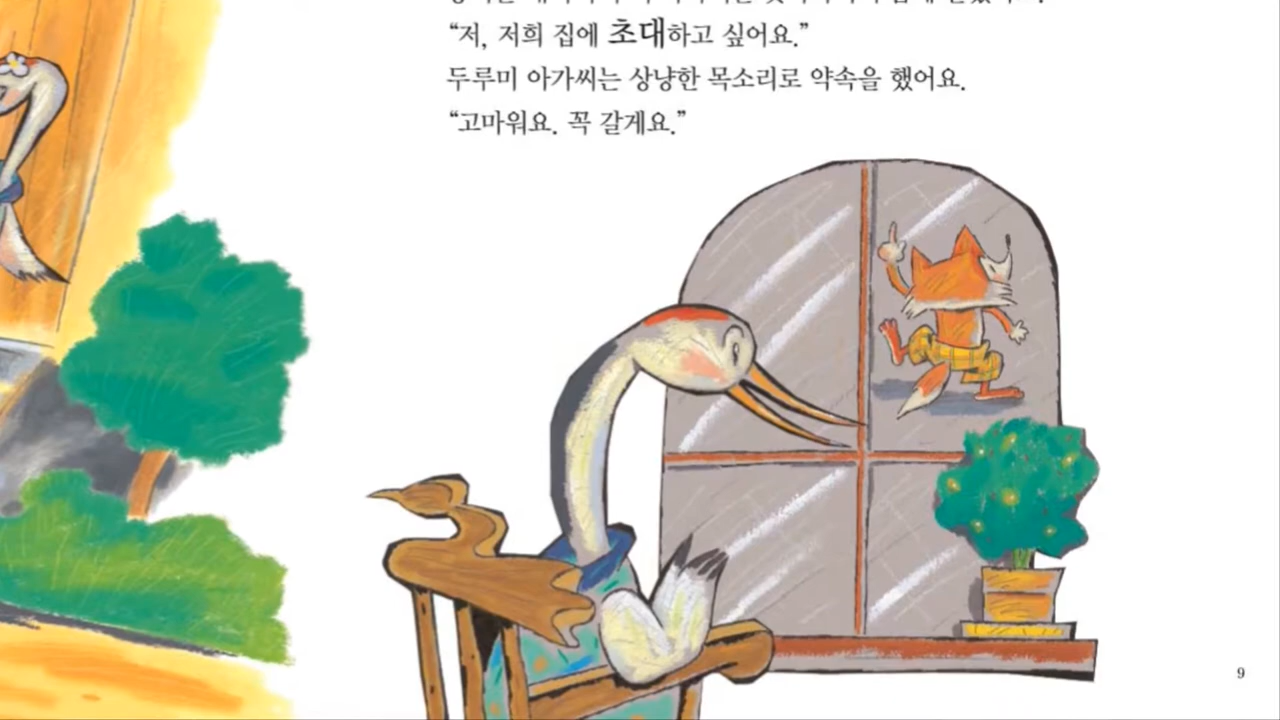 “저, 저희 집에 초대하고 싶어요.”
두루미 아가씨는 상냥한 목소리로 약속을 했어요.
“고마워요. 꼭 갈게요.”
9